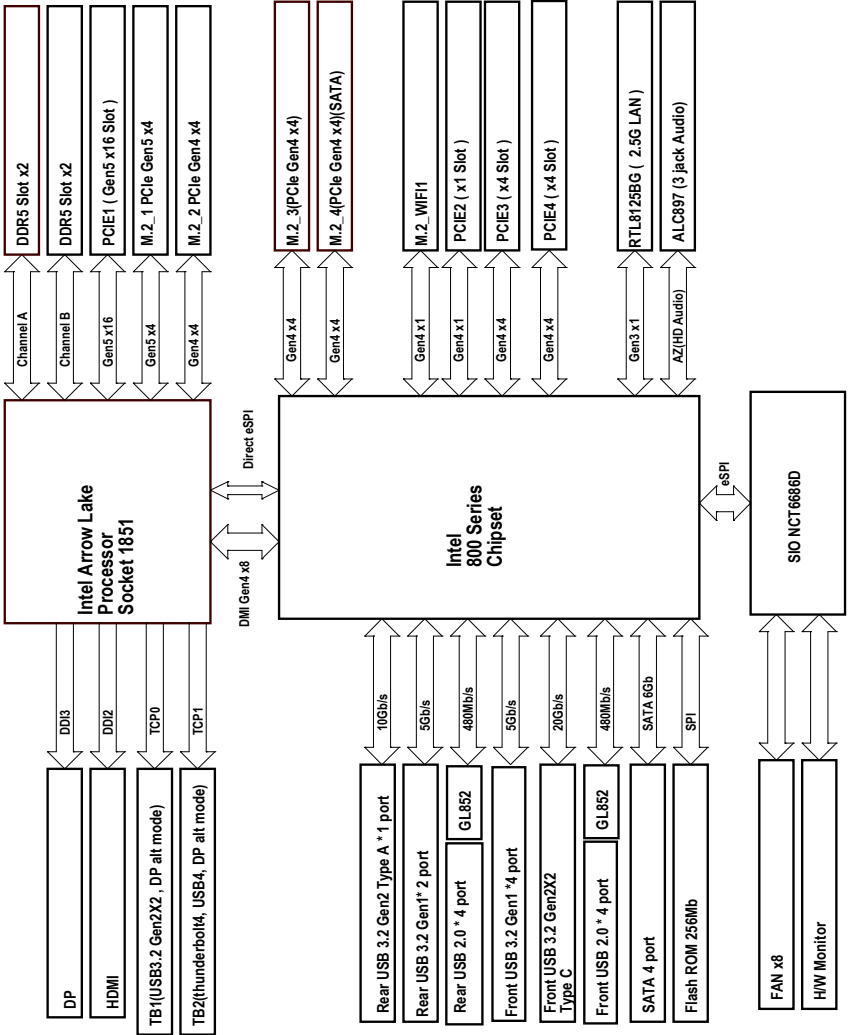 DDR5 Slot x2
DDR5 Slot x2
PCIE1 ( Gen5 x16 Slot )
M.2_1 PCIe Gen5 x4
M.2_2 PCIe Gen4 x4
M.2_3(PCIe Gen4 x4)
M.2_4(PCIe Gen4 x4)(SATA)
M.2_WIFI1
PCIE2 ( x1 Slot )
PCIE3 ( x4 Slot )
PCIE4 ( x4 Slot )
RTL8125BG ( 2.5G LAN )
ALC897 (3 jack Audio)
Channel A
Channel B
Gen5 x16
Gen5 x4
Gen4 x4
Gen4 x4
Gen4 x4
Gen4 x1
Gen4 x1
Gen4 x4
Gen4 x4
Gen3 x1
AZ(HD Audio)
Intel Arrow Lake
Processor
Socket 1851
Direct eSPI
DMI Gen4 x8
Intel
800 Series
Chipset
eSPI
SIO NCT6686D
DDI3
DDI2
TCP0
TCP1
10Gb/s
5Gb/s
480Mb/s
5Gb/s
20Gb/s
480Mb/s
SATA 6Gb
SPI
DP
HDMI
TB1(USB3.2 Gen2X2 , DP alt mode)
TB2(thunderbolt4, USB4, DP alt mode)
Rear USB 3.2 Gen2 Type A *1 port
Rear USB 3.2 Gen1* 2 port
GL852
Rear USB 2.0 * 4 port
Front USB 3.2 Gen1 *4 port
Front USB 3.2 Gen2X2
Type C
GL852
Front USB 2.0 * 4 port
SATA 4 port
Flash ROM 256Mb
FAN x8
H/W Monitor